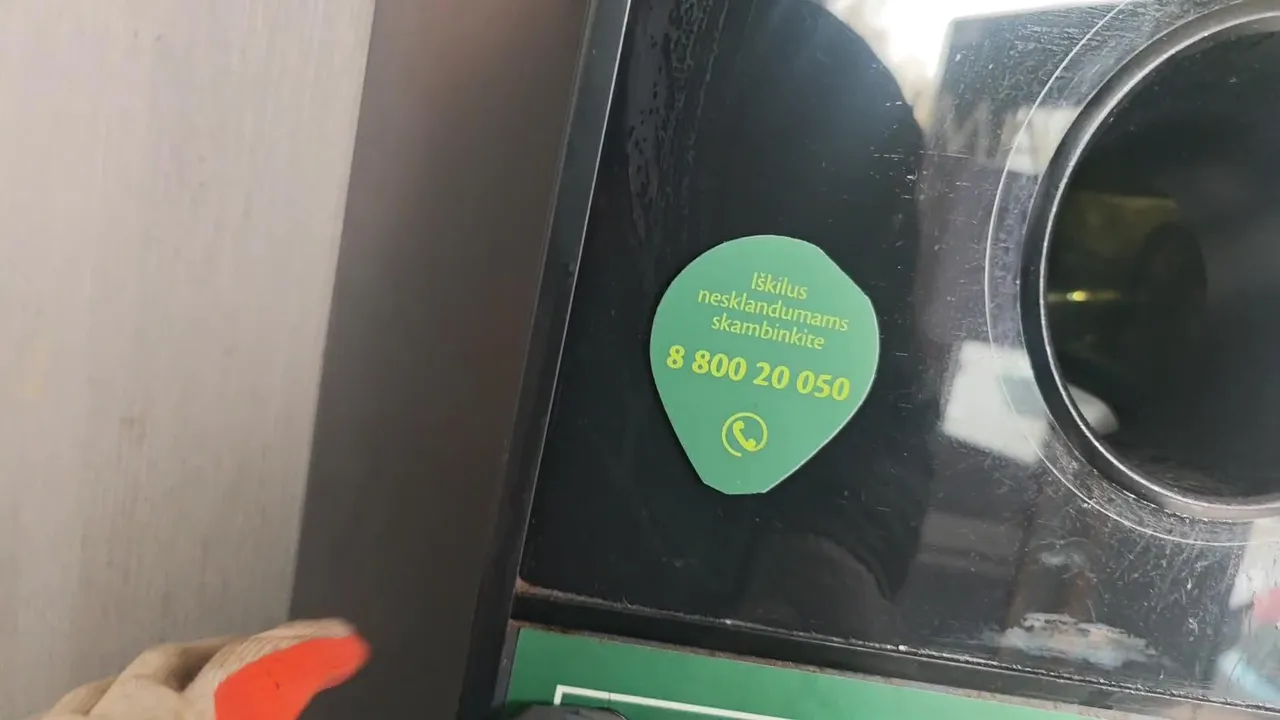 Iškilus
nesklandumams
skambinkite
8 800 20 050